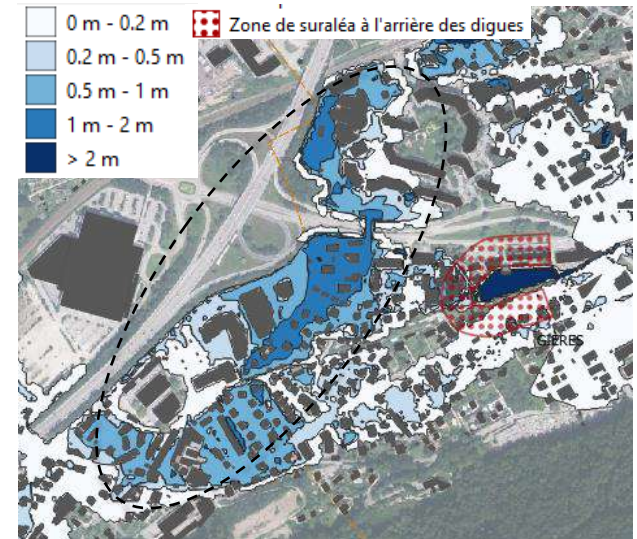 0 m - 0.2 m
Zone de suraléa à l'arrière des digues
0.2 m - 0.5 m
0.5 m - 1 m
1 m - 2 m
> 2 m
GIERES